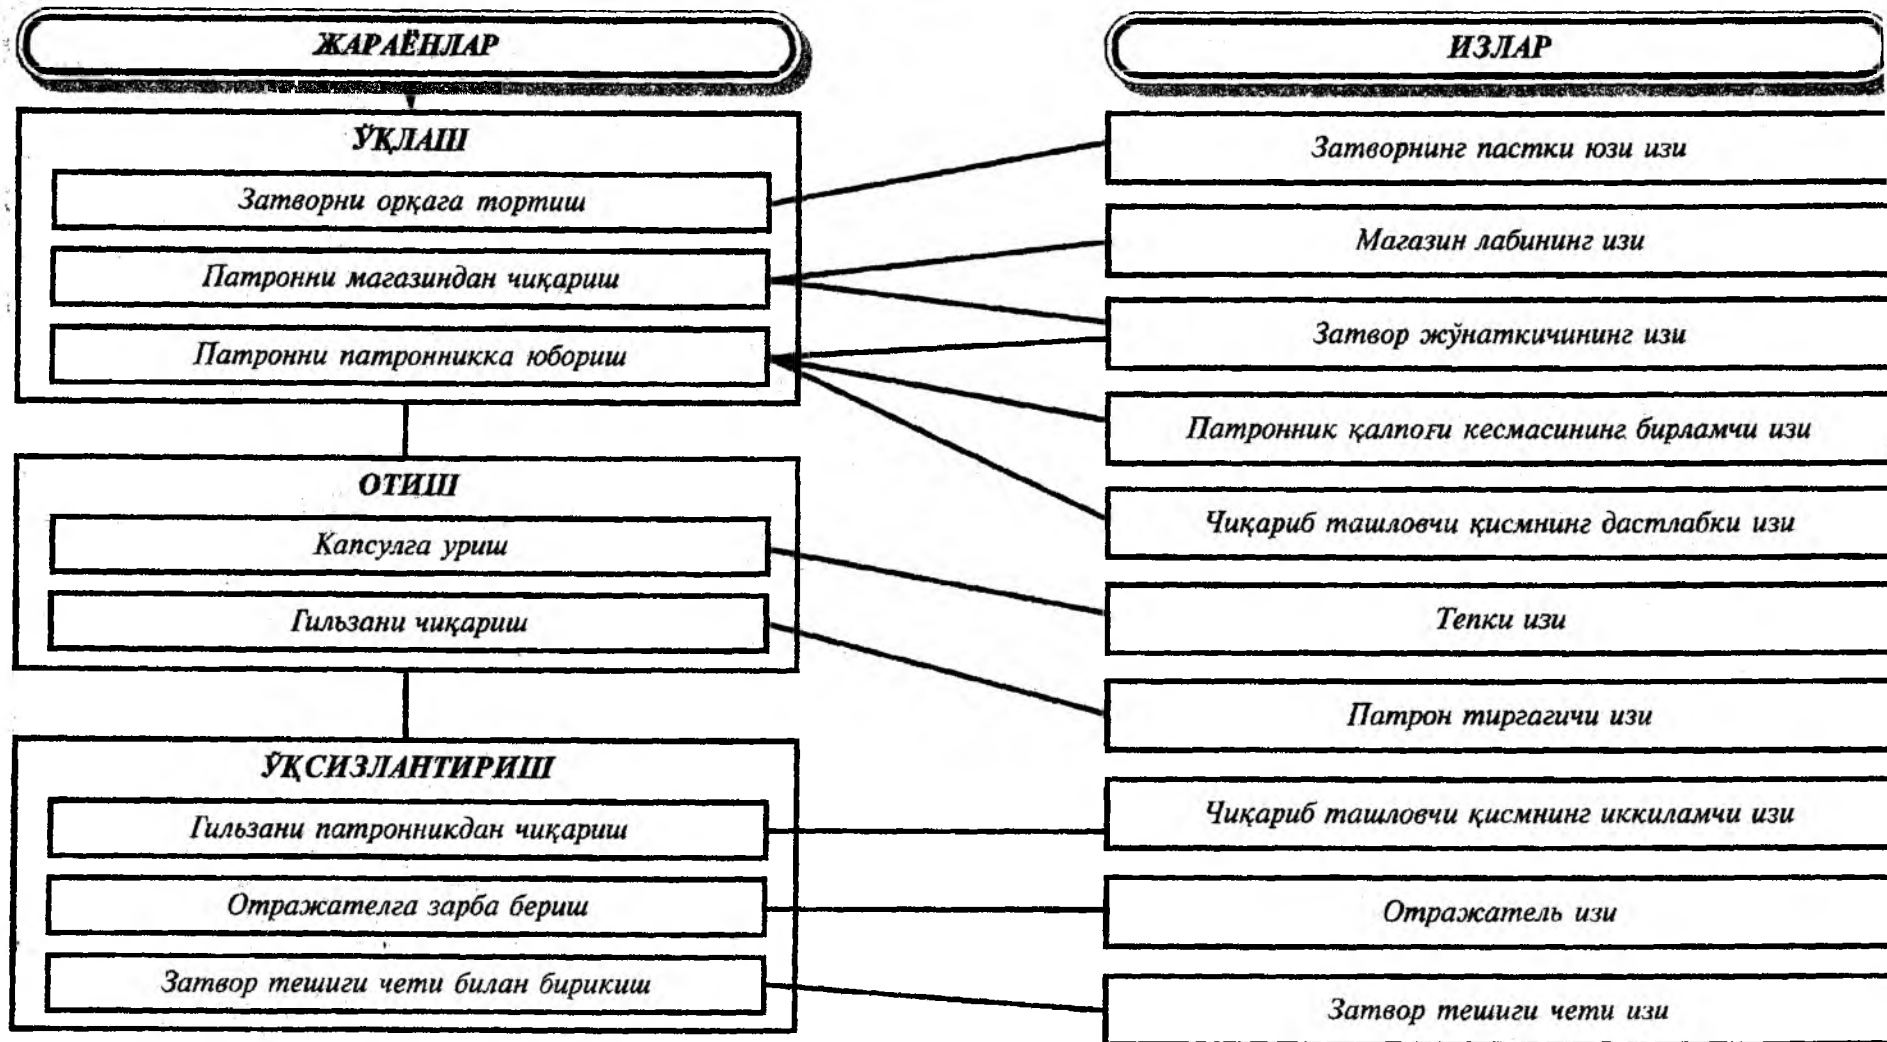 ЖАРАЁНЛАР
ЎҚЛАШ
Затворни орқага тортиш
Патронни магазиндан чиқариш
Патронни патронникка юбориш
ОТИШ
Капсулга уриш
Гильзани чиқариш
ЎҚСИЗЛАНТИРИШ
Гильзани патронникдан чиқариш
Отражателга зарба бериш
Затвор тешиги чети билан бирикиш
ИЗЛАР
Затворнинг пастки юзи изи
Магазин лабининг изи
Затвор жўнаткичининг изи
Патронник қалпоғи кесмасининг бирламчи изи
Чиқариб ташловчи қисмнинг дастлабки изи
Тепки изи
Патрон тиргагичи изи
Чиқариб ташловчи қисмнинг иккиламчи изи
Отражатель изи
Затвор тешиги чети изи